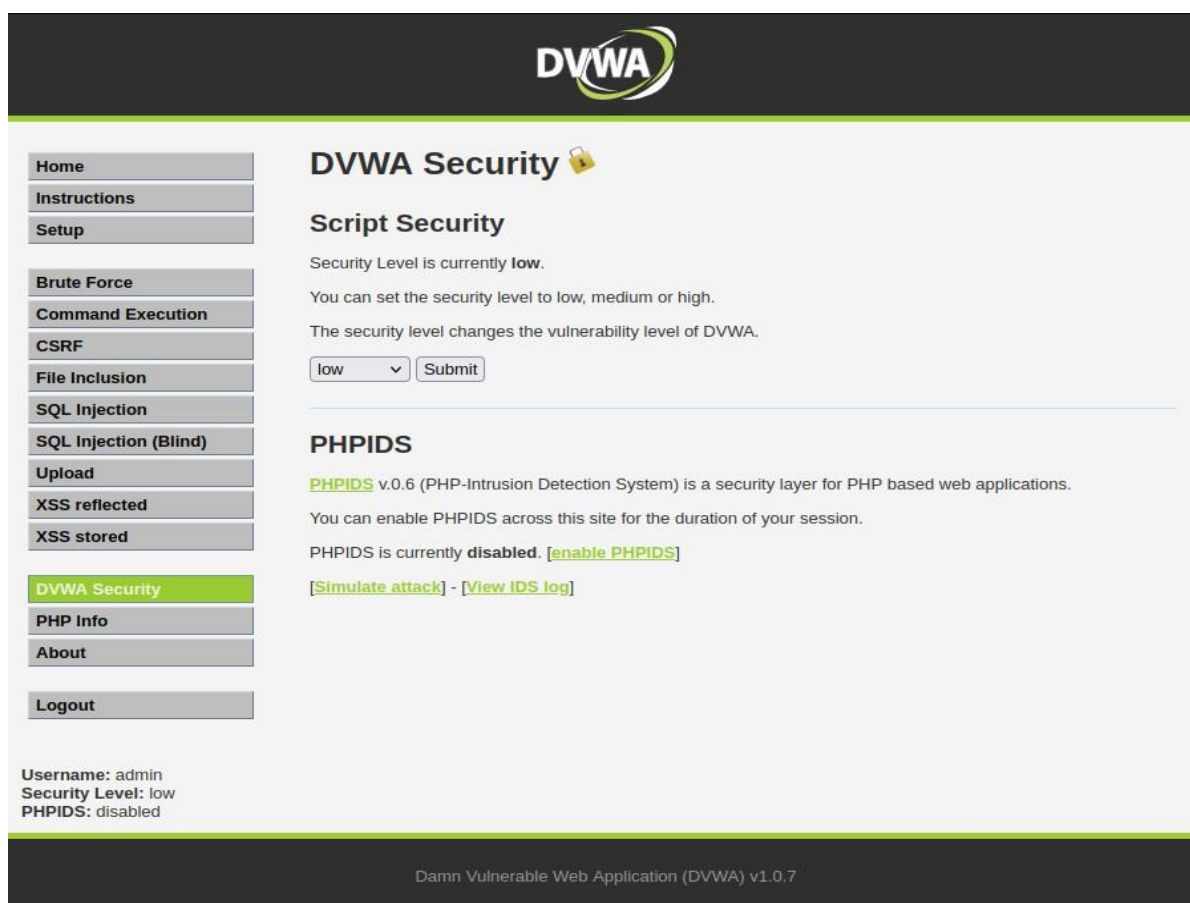 DVWA
Home
Instructions
Setup
Brute Force
Command Execution
CSRF
File Inclusion
SQL Injection
SQL Injection (Blind)
Upload
XSS reflected
XSS stored
DVWA Security
PHP Info
About
Logout
Username: admin
Security Level: low
PHPIDS: disabled
DVWA Security
Script Security
Security Level is currently low.
You can set the security level to low, medium or high.
The security level changes the vulnerability level of DVWA.
low Submit
PHPIDS
PHPIDS v.0.6 (PHP-Intrusion Detection System) is a security layer for PHP based web applications.
You can enable PHPIDS across this site for the duration of your session.
PHPIDS is currently disabled. [enable PHPIDS]
[Simulate attack] - [View IDS log]
Damn Vulnerable Web Application (DVWA) v1.0.7